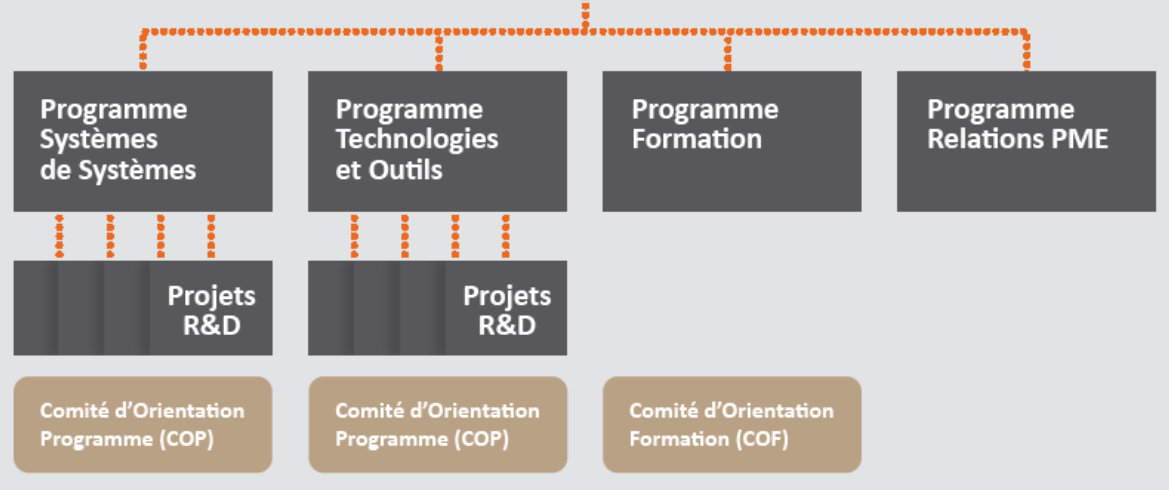 Programme
Systèmes
de Systèmes
Programme
Technologies
et Outils
Programme
Formation
Programme
Relations PME
Projets
R&D
Projets
R&D
Comité d’Orientation
Programme (COP)
Comité d’Orientation
Programme (COP)
Comité d’Orientation
Formation (COF)